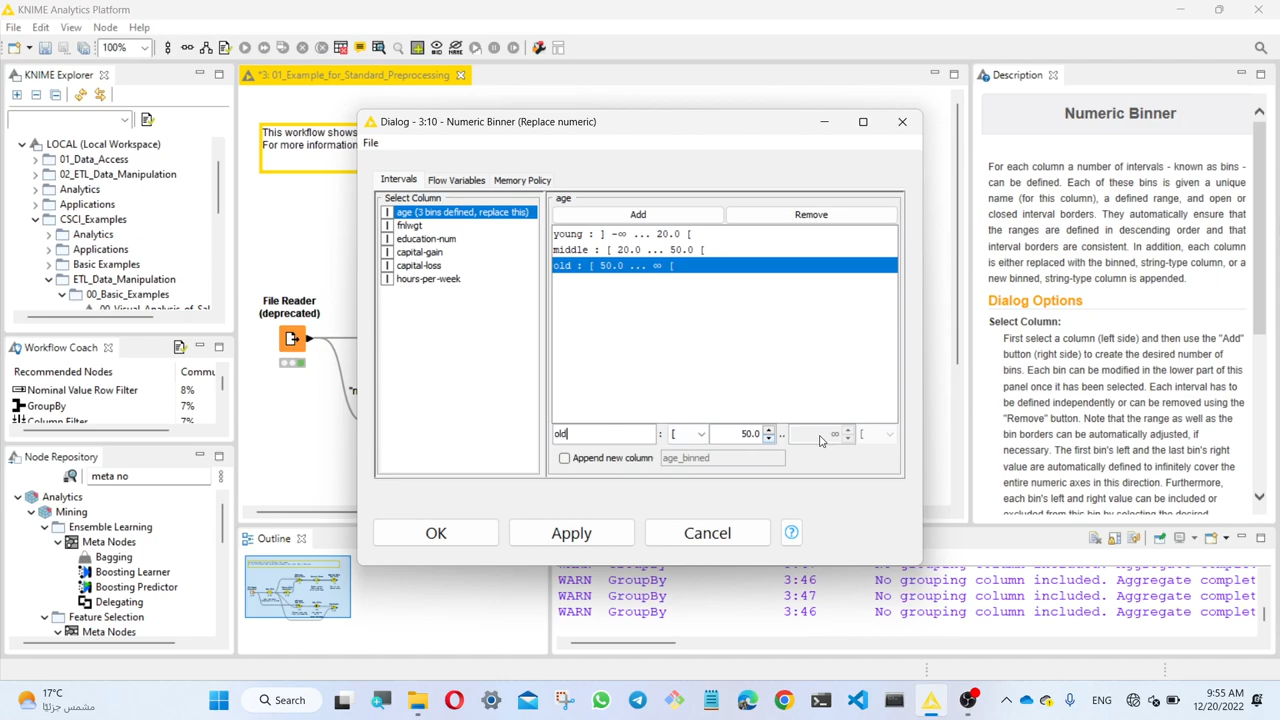 KNIME Analytics Platform
File Edit View Node Help
100%
KNIME Explorer
*3: 01_Example_for_Standard_Preprocessing
Description
LOCAL (Local Workspace)
01_Data_Access
02_ETL_Data_Manipulation
Analytics
Applications
CSCI_Examples
Analytics
Applications
Basic Examples
ETL_Data_Manipulation
00_Basic_Examples
This workflow shows
For more information
File Reader
(deprecated)
Workflow Coach
Recommended Nodes Commu
Nominal Value Row Filter 8%
GroupBy 7%
Column Filter 7%
Node Repository
meta no
Analytics
Mining
Ensemble Learning
Meta Nodes
Bagging
Boosting Learner
Boosting Predictor
Delegating
Feature Selection
Meta Nodes
Outline
Dialog - 3:10 - Numeric Binner (Replace numeric)
File
Intervals Flow Variables Memory Policy
Select Column
age (3 bins defined, replace this)
fnlwgt
education-num
capital-gain
capital-loss
hours-per-week
age
Add Remove
young : ] -∞ ... 20.0 [
middle : [ 20.0 ... 50.0 [
old : [ 50.0 ... ∞ [
old : [ 50.0 .. ∞ [
Append new column age_binned
OK Apply Cancel
Numeric Binner
For each column a number of intervals - known as bins -
can be defined. Each of these bins is given a unique
name (for this column), a defined range, and open or
closed interval borders. They automatically ensure that
the ranges are defined in descending order and that
interval borders are consistent. In addition, each column
is either replaced with the binned, string-type column, or a
new binned, string-type column is appended.
Dialog Options
Select Column:
First select a column (left side) and then use the "Add"
button (right side) to create the desired number of
bins. Each bin can be modified in the lower part of this
panel once it has been selected. Each interval has to
be defined independently or can be removed using the
"Remove" button. Note that the range as well as the
bin borders can be automatically adjusted, if
necessary. The first bin's left and the last bin's right
value are automatically defined to infinitely cover the
entire numeric axes in this direction. Furthermore,
each bin's left and right value can be included or
excluded from this bin by selecting the desired
WARN GroupBy 3:46 No grouping column included. Aggregate complet
WARN GroupBy 3:47 No grouping column included. Aggregate complet
WARN GroupBy 3:46 No grouping column included. Aggregate complet
17°C
مشمس جزئيًا
Search
ENG
9:55 AM
12/20/2022